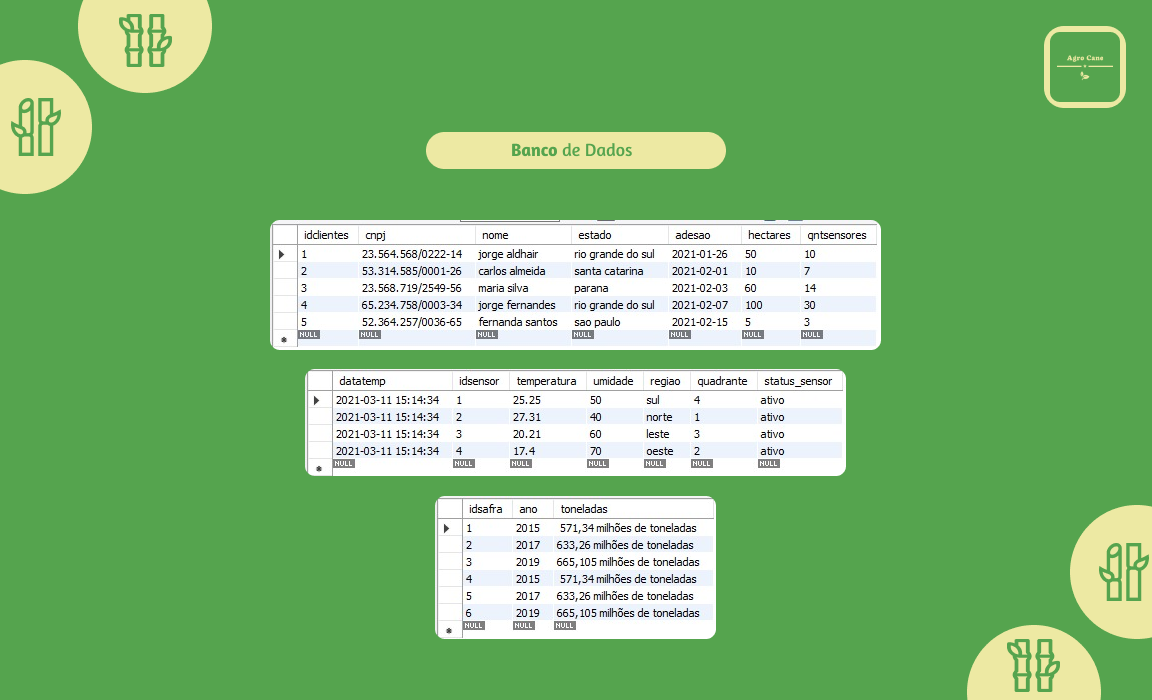 Agro Cane
Banco de Dados
idclientes cnpj nome estado adesao hectares qntsensores
1 23.564.568/0222-14 jorge aldhair rio grande do sul 2021-01-26 50 10
2 53.314.585/0001-26 carlos almeida santa catarina 2021-02-01 10 7
3 23.568.719/2549-56 maria silva parana 2021-02-03 60 14
4 65.234.758/0003-34 jorge fernandes rio grande do sul 2021-02-07 100 30
5 52.364.257/0036-65 fernanda santos sao paulo 2021-02-15 5 3
NULL NULL NULL NULL NULL NULL NULL
datatemp idsensor temperatura umidade regiao quadrante status_sensor
2021-03-11 15:14:34 1 25.25 50 sul 4 ativo
2021-03-11 15:14:34 2 27.31 40 norte 1 ativo
2021-03-11 15:14:34 3 20.21 60 leste 3 ativo
2021-03-11 15:14:34 4 17.4 70 oeste 2 ativo
NULL NULL NULL NULL NULL NULL NULL
idsafra ano toneladas
1 2015 571,34 milhões de toneladas
2 2017 633,26 milhões de toneladas
3 2019 665,105 milhões de toneladas
4 2015 571,34 milhões de toneladas
5 2017 633,26 milhões de toneladas
6 2019 665,105 milhões de toneladas
NULL NULL NULL